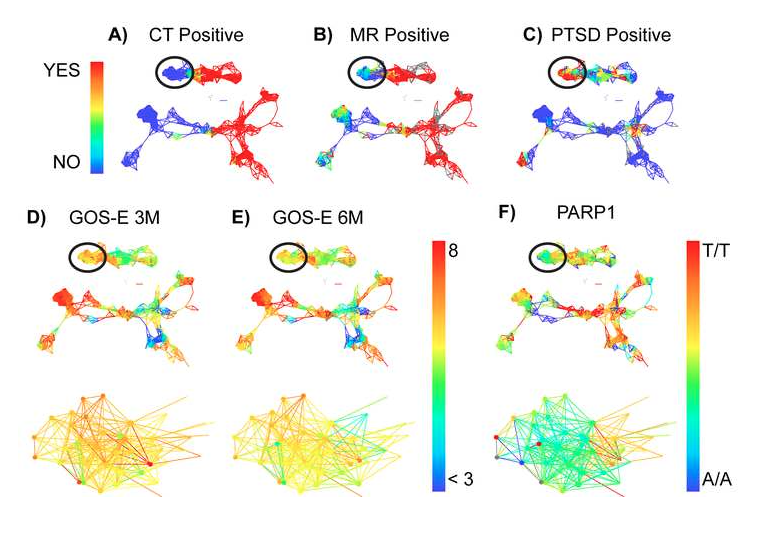 A) CT Positive
B) MR Positive
C) PTSD Positive
YES
NO
D) GOS-E 3M
E) GOS-E 6M
F) PARP1
8
< 3
T/T
A/A